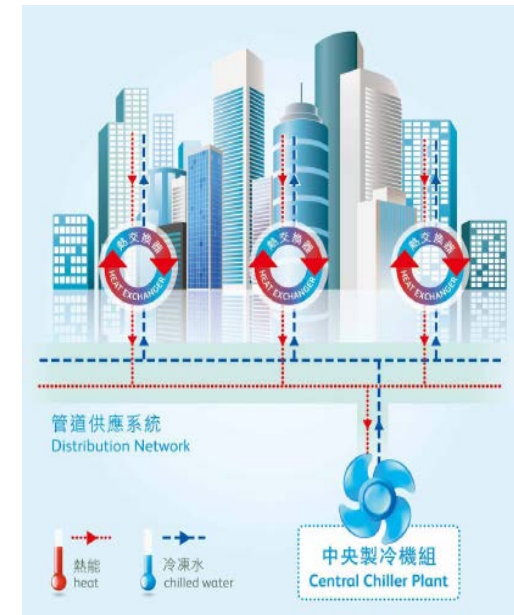 熱交換器
HEAT EXCHANGER
熱交換器
HEAT EXCHANGER
熱交換器
HEAT EXCHANGER
管道供應系統
Distribution Network
熱能
heat
冷凍水
chilled water
中央製冷機組
Central Chiller Plant